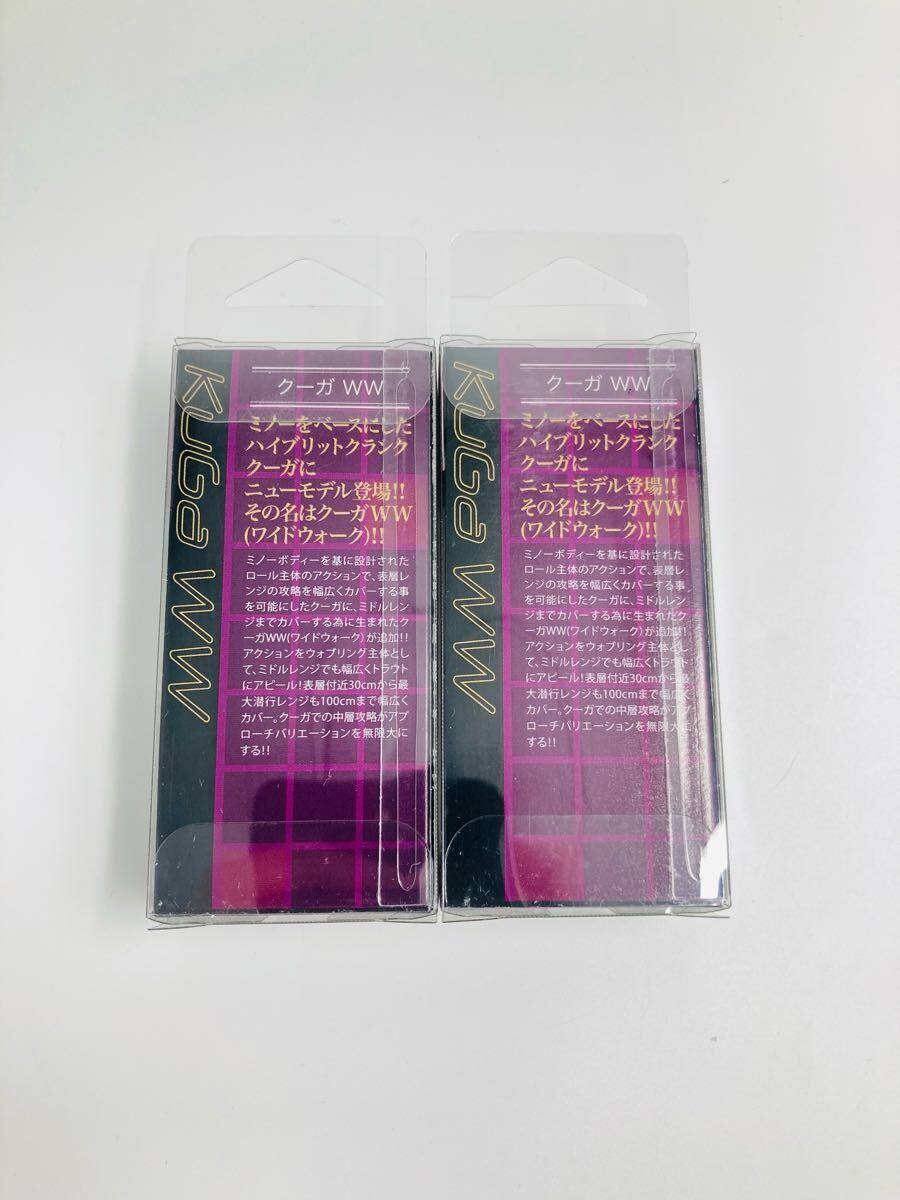 KUGa WW
クーガ WW
ミノーをベースにした
ハイブリットクランク
クーガに
ニューモデル登場!!
その名はクーガWW
(ワイドウォーク)!!
ミノーボディーを基に設計された
ロール主体のアクションで、表層レ
ンジの攻略を幅広くカバーする事
を可能にしたクーガに、ミドルレン
ジまでカバーする為に生まれたク
ーガWW(ワイドウォーク)が追加!!
アクションをウォブリング主体とし
て、ミドルレンジでも幅広くトラウト
にアピール!表層付近30cmから最
大潜行レンジも100cmまで幅広く
カバー。クーガでの中層攻略がアプ
ローチバリエーションを無限大に
する!!
KUGa WW
クーガ WW
ミノーをベースにした
ハイブリットクランク
クーガに
ニューモデル登場!!
その名はクーガWW
(ワイドウォーク)!!
ミノーボディーを基に設計された
ロール主体のアクションで、表層レ
ンジの攻略を幅広くカバーする事
を可能にしたクーガに、ミドルレン
ジまでカバーする為に生まれたク
ーガWW(ワイドウォーク)が追加!!
アクションをウォブリング主体とし
て、ミドルレンジでも幅広くトラウト
にアピール!表層付近30cmから最
大潜行レンジも100cmまで幅広く
カバー。クーガでの中層攻略がアプ
ローチバリエーションを無限大に
する!!